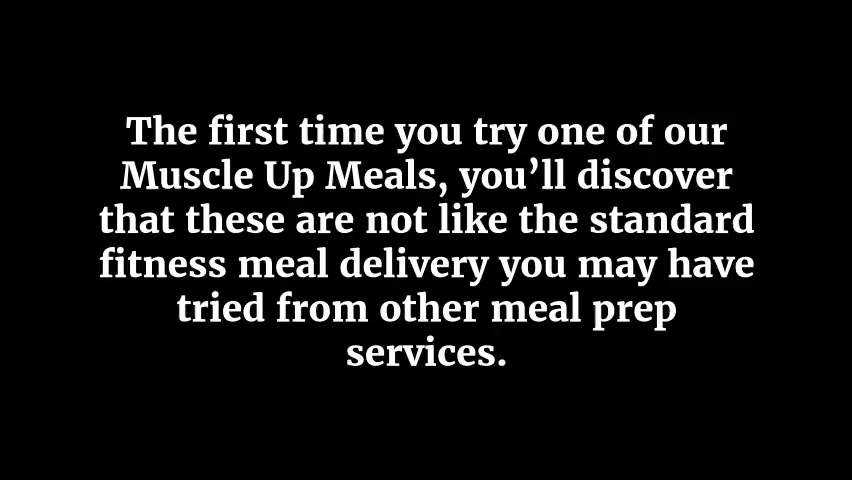 The first time you try one of our
Muscle Up Meals, you’ll discover
that these are not like the standard
fitness meal delivery you may have
tried from other meal prep
services.